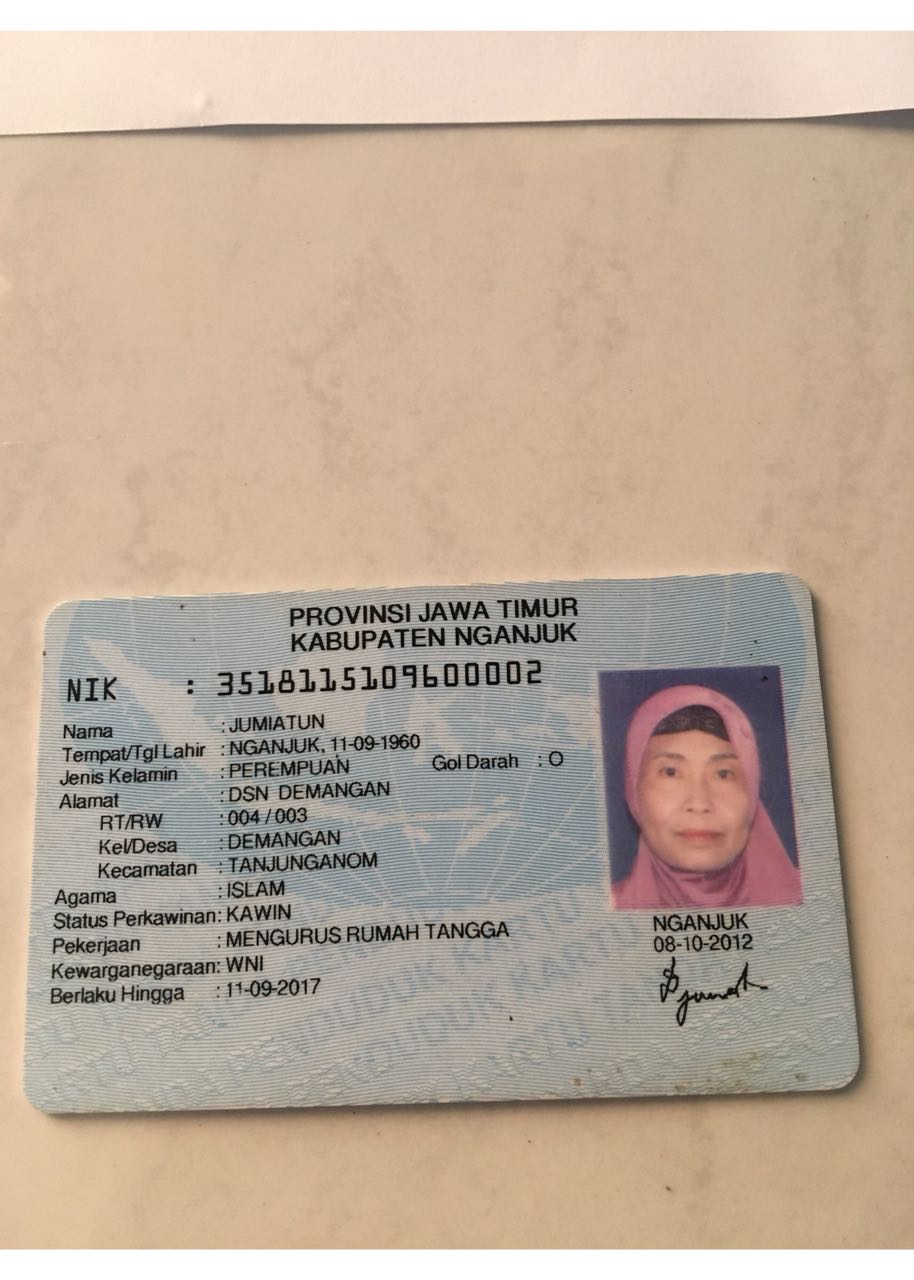 PROVINSI JAWA TIMUR
KABUPATEN NGANJUK
NIK : 3518115109600002
Nama : JUMIATUN
Tempat/Tgl Lahir : NGANJUK, 11-09-1960
Jenis Kelamin : PEREMPUAN Gol Darah : O
Alamat : DSN DEMANGAN
RT/RW : 004 / 003
Kel/Desa : DEMANGAN
Kecamatan : TANJUNGANOM
Agama : ISLAM
Status Perkawinan: KAWIN
Pekerjaan : MENGURUS RUMAH TANGGA
Kewarganegaraan: WNI
Berlaku Hingga : 11-09-2017
NGANJUK
08-10-2012